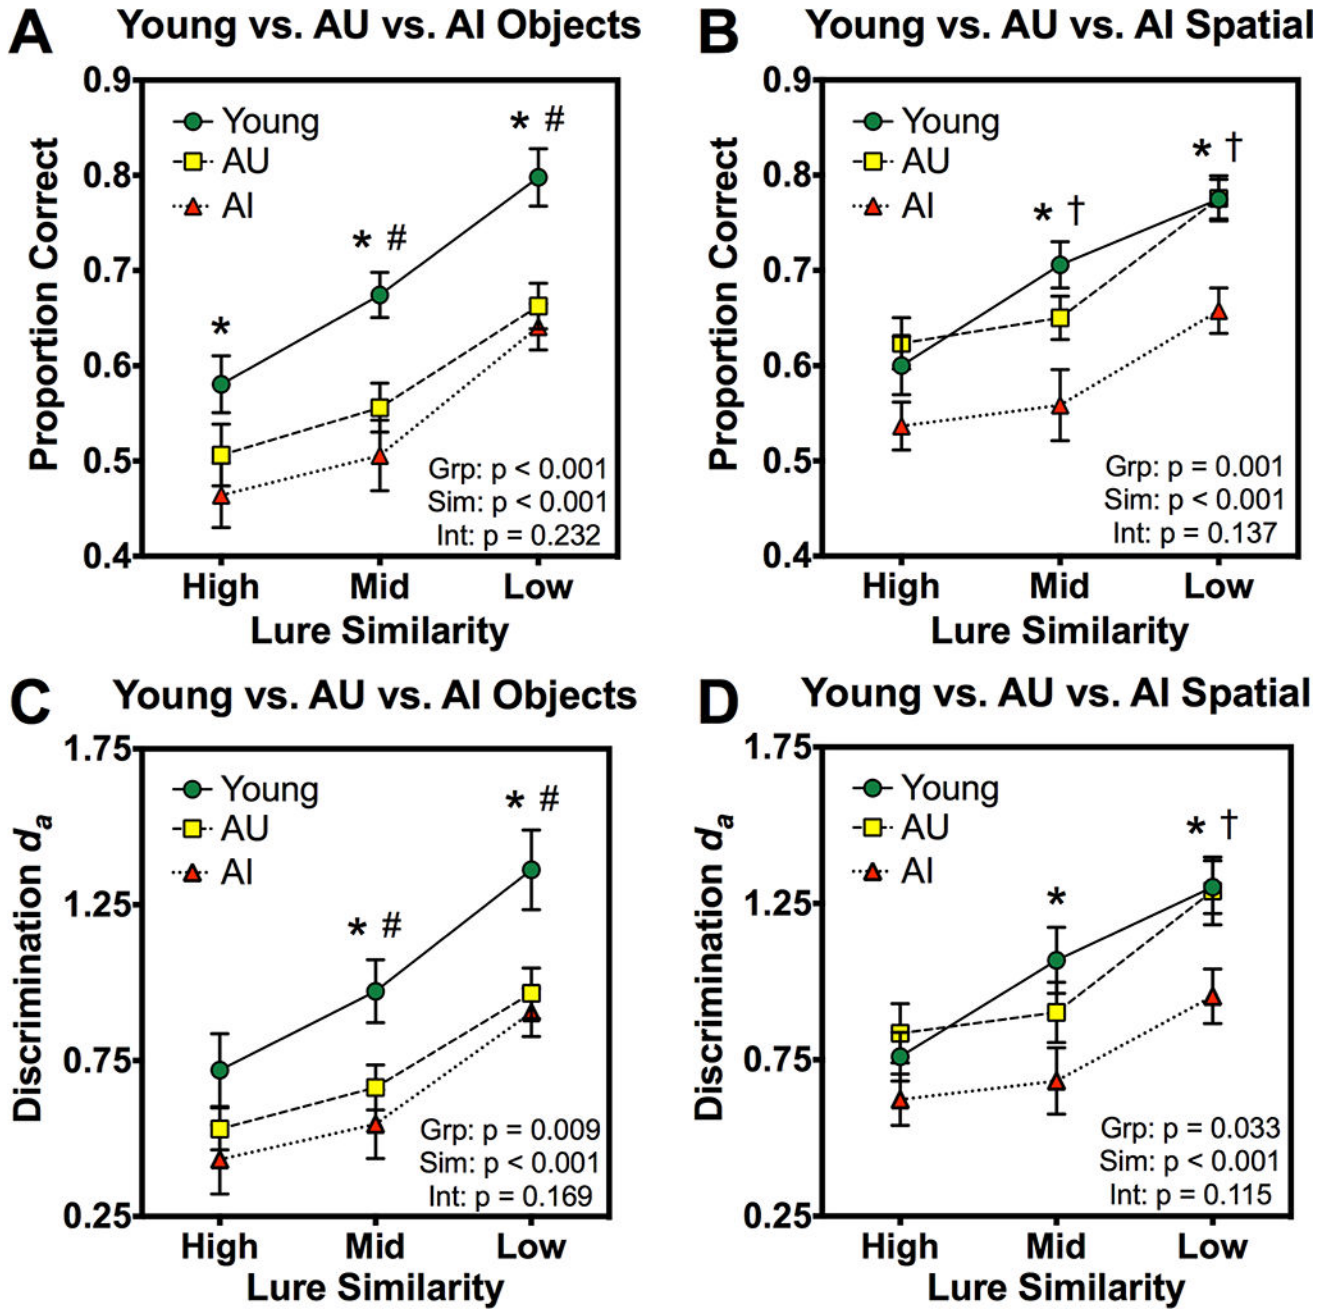 A Young vs. AU vs. AI Objects
0.9
0.8
0.7
0.6
0.5
0.4
Proportion Correct
Young
AU
AI
*
* #
* #
Grp: p < 0.001
Sim: p < 0.001
Int: p = 0.232
High Mid Low
Lure Similarity
B Young vs. AU vs. AI Spatial
0.9
0.8
0.7
0.6
0.5
0.4
Proportion Correct
Young
AU
AI
* †
* †
Grp: p = 0.001
Sim: p < 0.001
Int: p = 0.137
High Mid Low
Lure Similarity
C Young vs. AU vs. AI Objects
1.75
1.25
0.75
0.25
Discrimination da
Young
AU
AI
* #
* #
Grp: p = 0.009
Sim: p < 0.001
Int: p = 0.169
High Mid Low
Lure Similarity
D Young vs. AU vs. AI Spatial
1.75
1.25
0.75
0.25
Discrimination da
Young
AU
AI
*
* †
Grp: p = 0.033
Sim: p < 0.001
Int: p = 0.115
High Mid Low
Lure Similarity